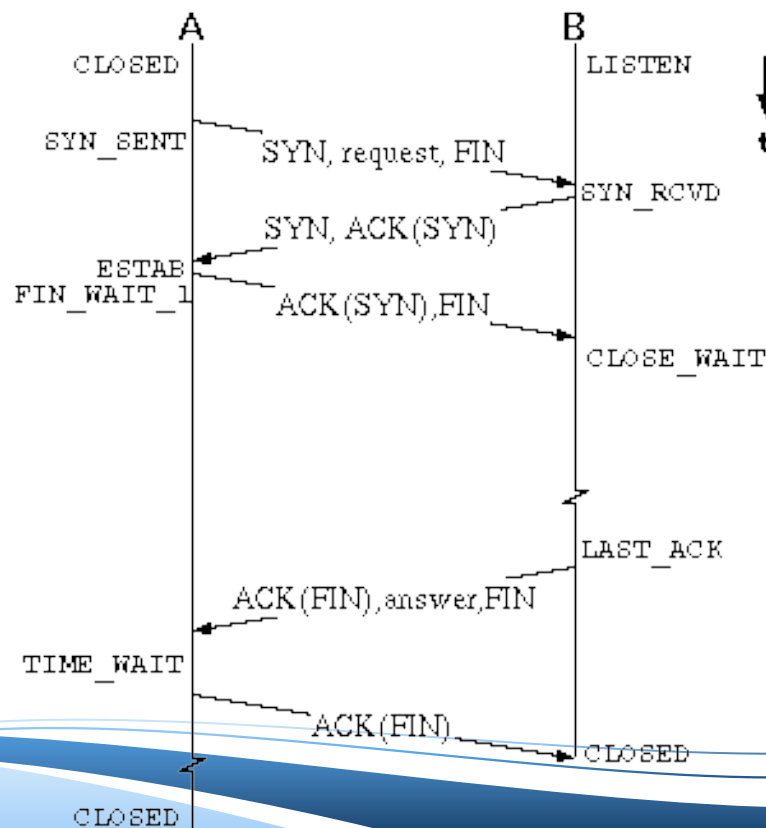 A
B
CLOSED
LISTEN
t
SYN_SENT
SYN, request, FIN
SYN_RCVD
SYN, ACK(SYN)
ESTAB
FIN_WAIT_1
ACK(SYN),FIN
CLOSE_WAIT
LAST_ACK
ACK(FIN),answer,FIN
TIME_WAIT
ACK(FIN)
CLOSED
CLOSED